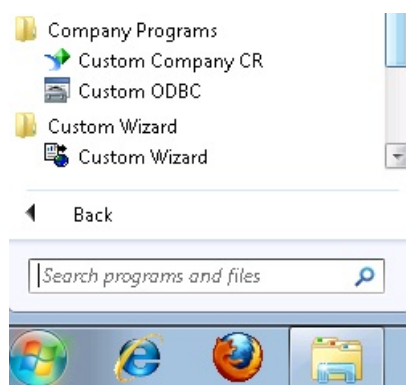 Company Programs
Custom Company CR
Custom ODBC
Custom Wizard
Custom Wizard
Back
Search programs and files